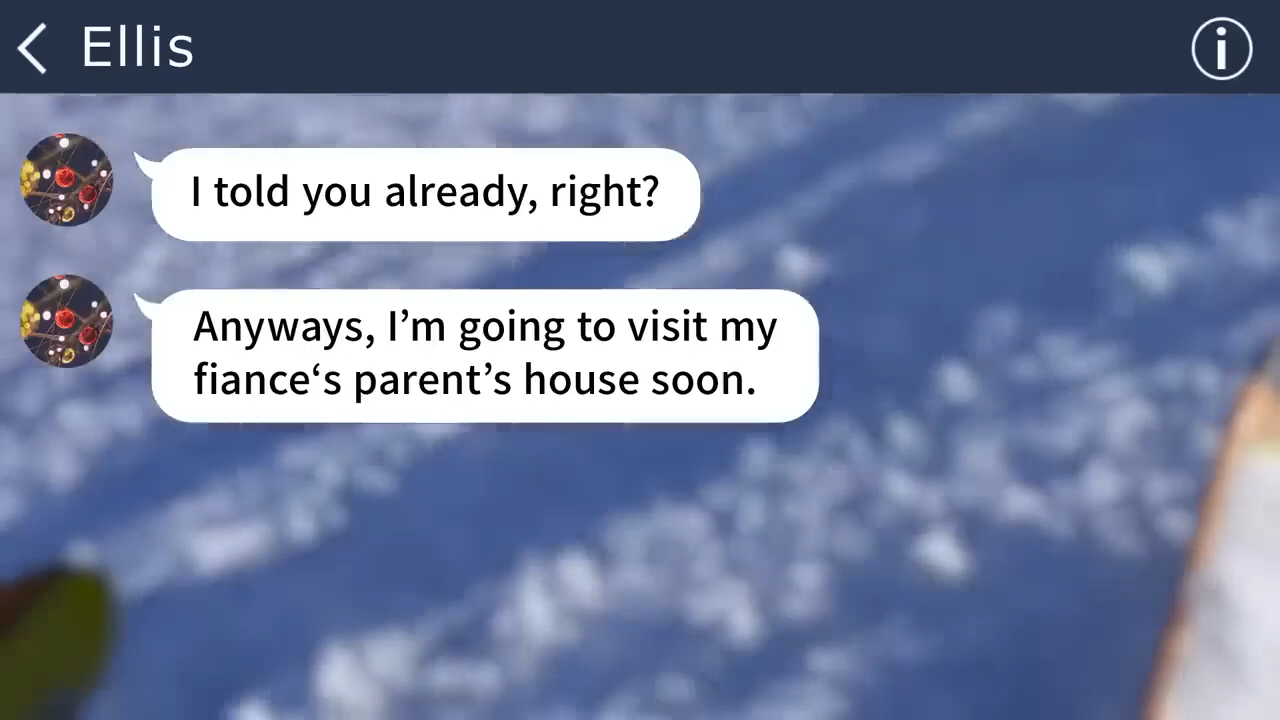 Ellis
I told you already, right?
Anyways, I’m going to visit my
fiance‘s parent’s house soon.